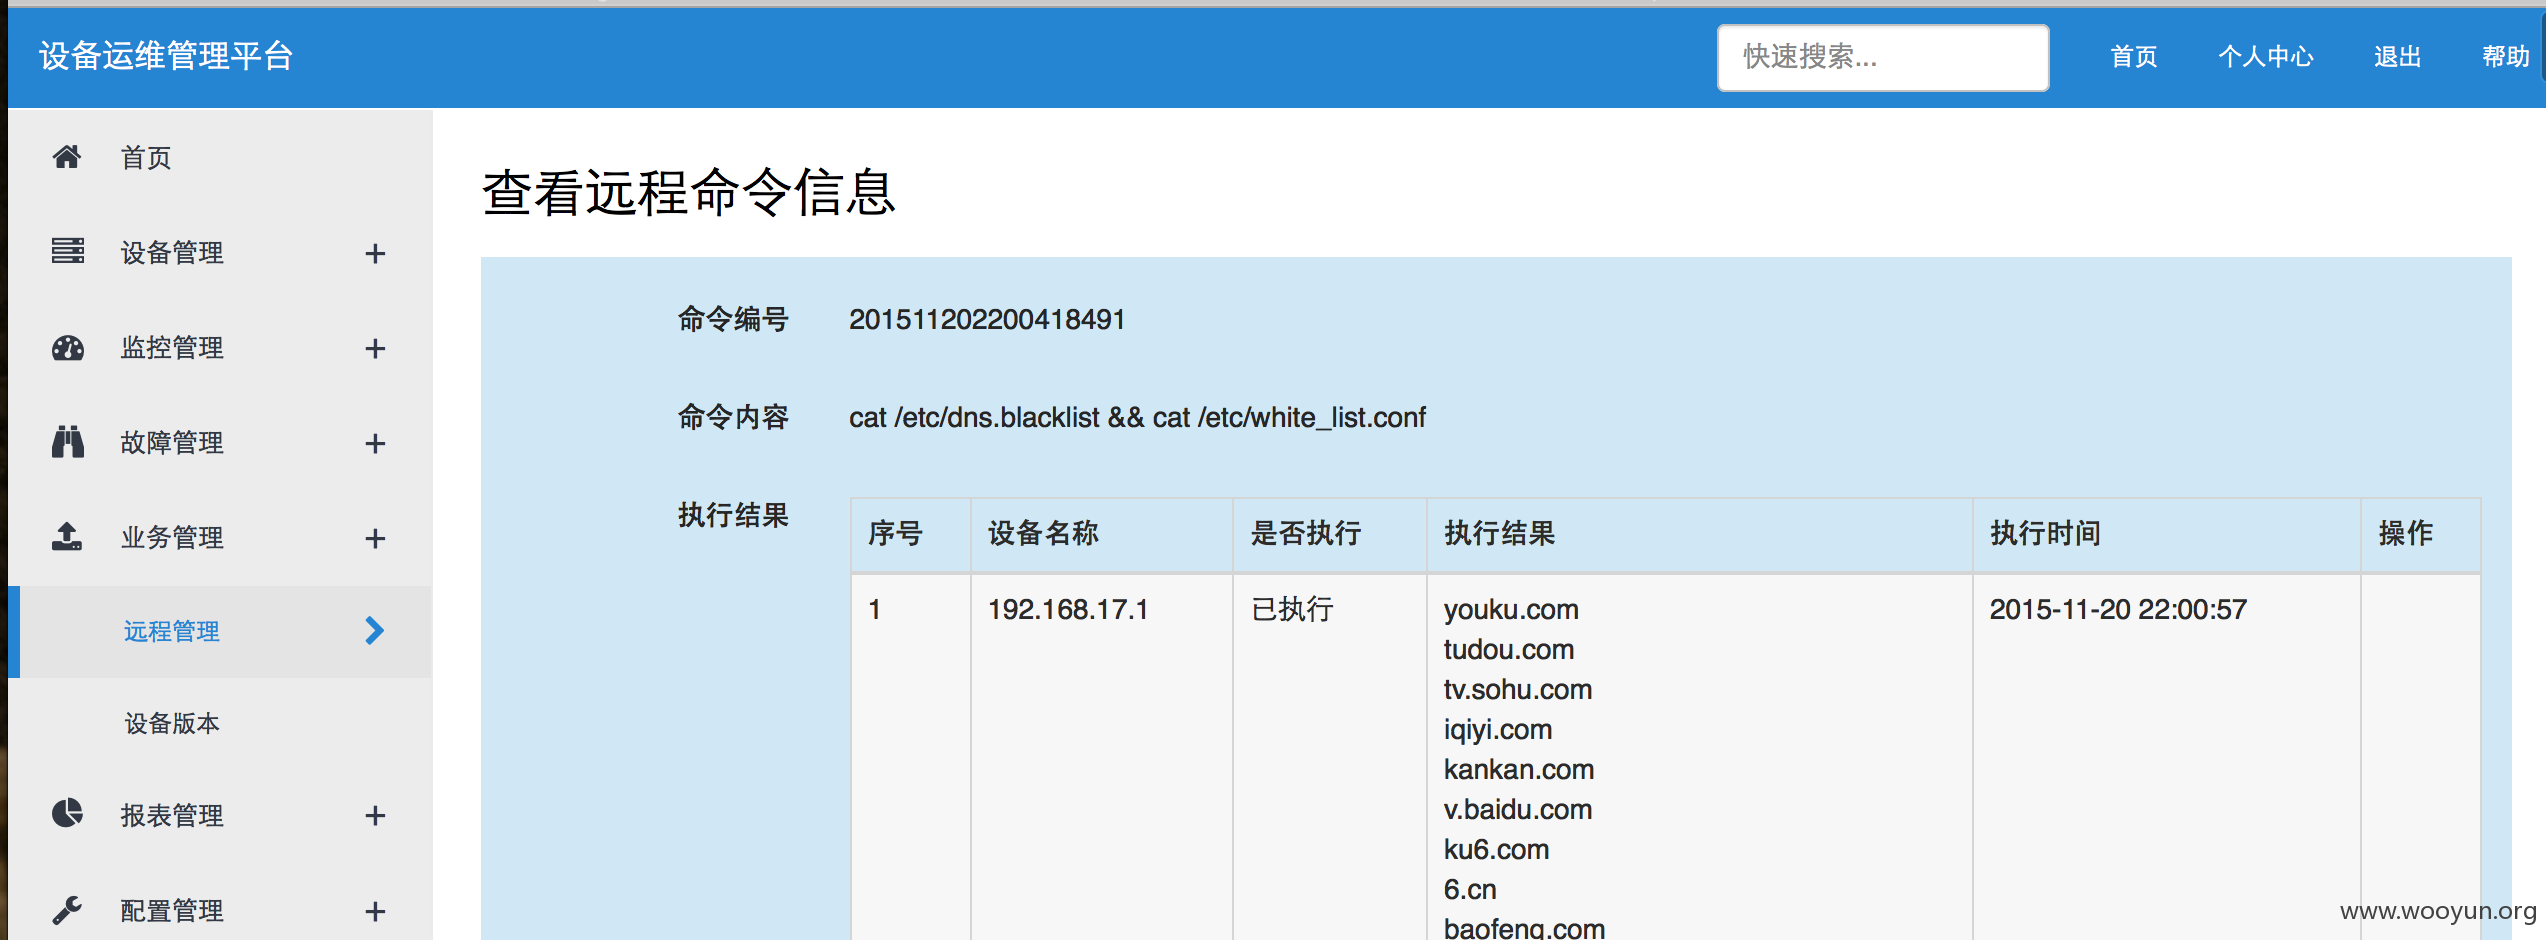 设备运维管理平台
快速搜索...
首页
个人中心
退出
帮助
首页
设备管理
监控管理
故障管理
业务管理
远程管理
设备版本
报表管理
配置管理
查看远程命令信息
命令编号 201511202200418491
命令内容 cat /etc/dns.blacklist && cat /etc/white_list.conf
执行结果
序号 设备名称 是否执行 执行结果 执行时间 操作
1 192.168.17.1 已执行 youku.com 2015-11-20 22:00:57
tudou.com
tv.sohu.com
iqiyi.com
kankan.com
v.baidu.com
ku6.com
6.cn
baofeng.com
www.wooyun.org